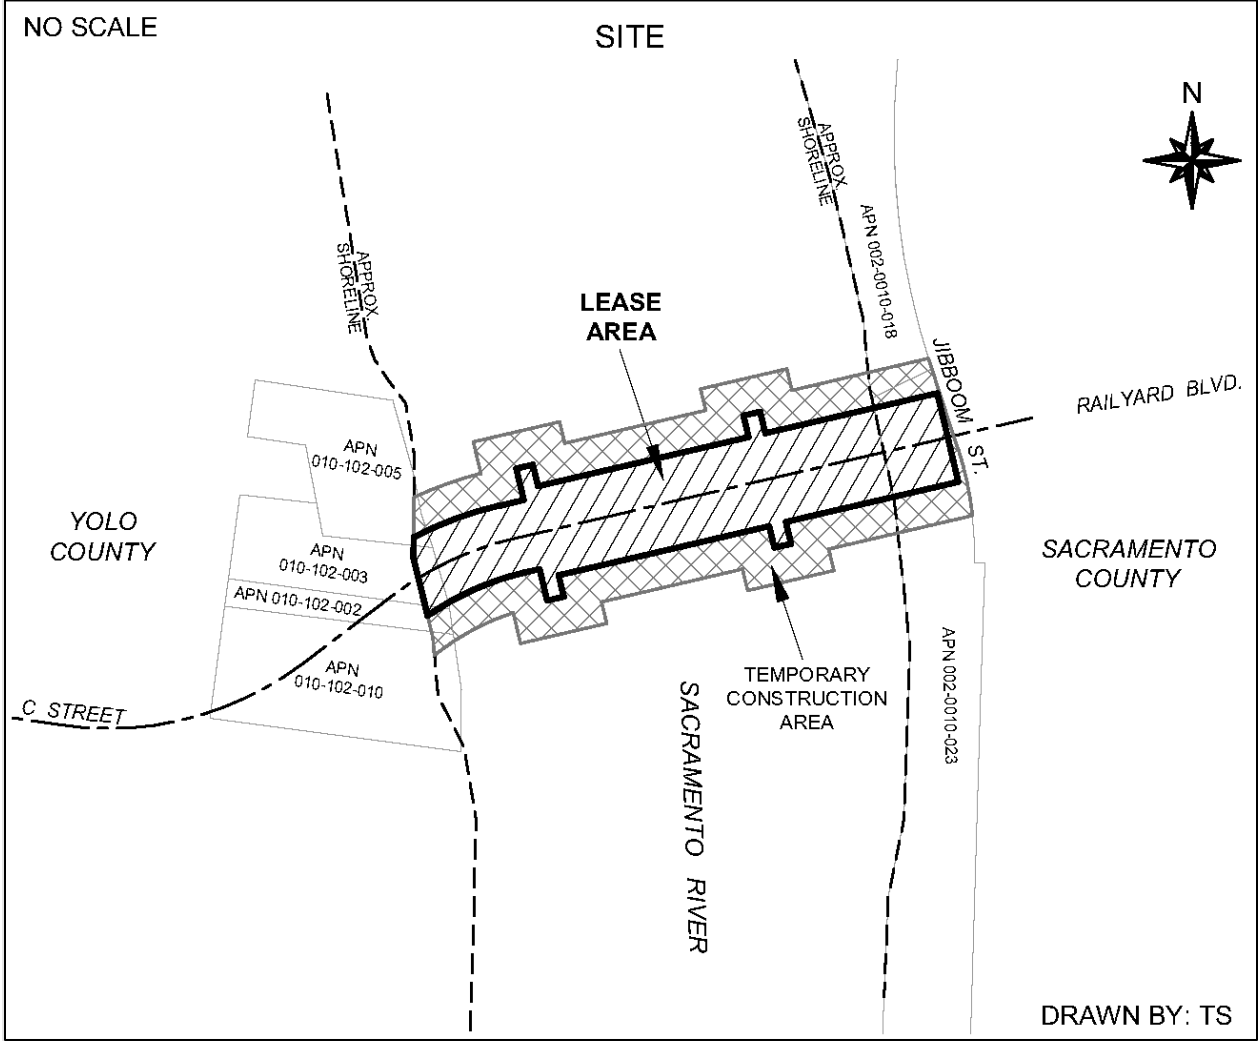 NO SCALE
SITE
N
APPROX.
SHORELINE
APPROX.
SHORELINE
APN 002-0010-018
LEASE
AREA
JIBBOOM ST.
RAILYARD BLVD.
APN
010-102-005
YOLO
COUNTY
APN
010-102-003
APN 010-102-002
APN
010-102-010
C STREET
SACRAMENTO
COUNTY
TEMPORARY
CONSTRUCTION
AREA
APN 002-0010-023
SACRAMENTO RIVER
DRAWN BY: TS